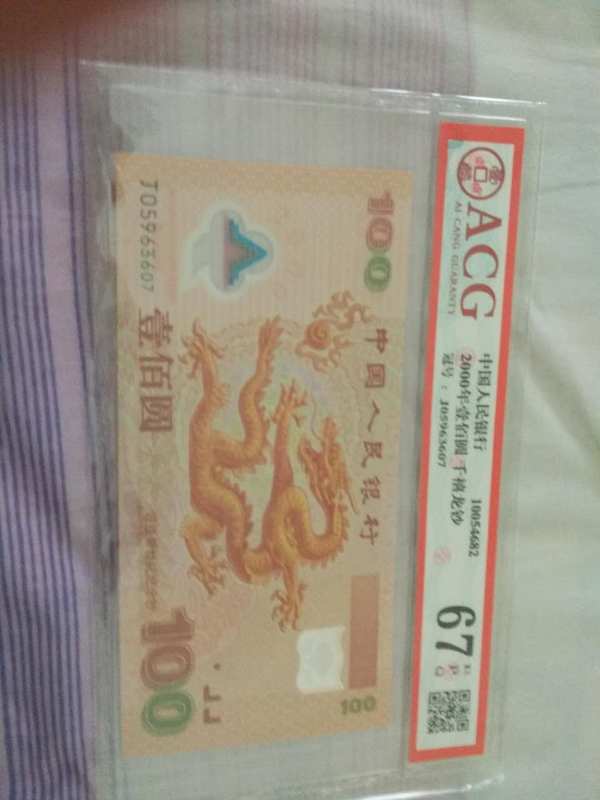 ACG
AI CANG GUARANTY
中国人民银行 10054682
2000年壹佰圆 千禧龙钞
冠号：J05963607
67 E
P
Q
100
中国人民银行
J05963607
壹佰圆
100
100